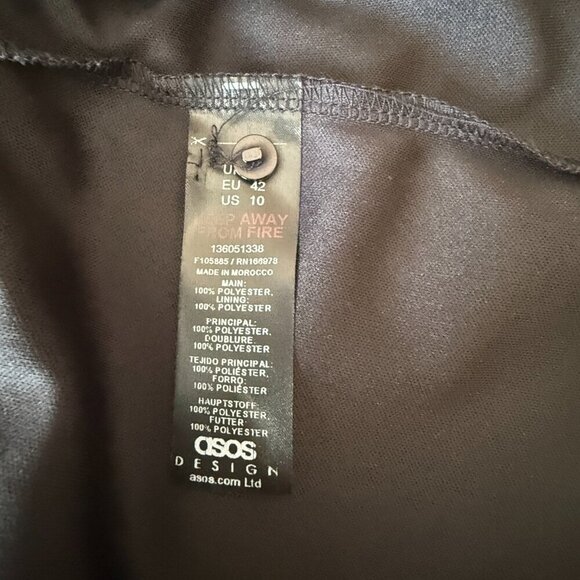 EU 42
US 10
KEEP AWAY
FROM FIRE
136051338
F105885 / RN166978
MADE IN MOROCCO
MAIN:
100% POLYESTER,
LINING:
100% POLYESTER
PRINCIPAL:
100% POLYESTER,
DOUBLURE:
100% POLYESTER
TEJIDO PRINCIPAL:
100% POLIÉSTER,
FORRO:
100% POLIÉSTER
HAUPTSTOFF:
100% POLYESTER,
FUTTER:
100% POLYESTER
asos
DESIGN
asos.com Ltd